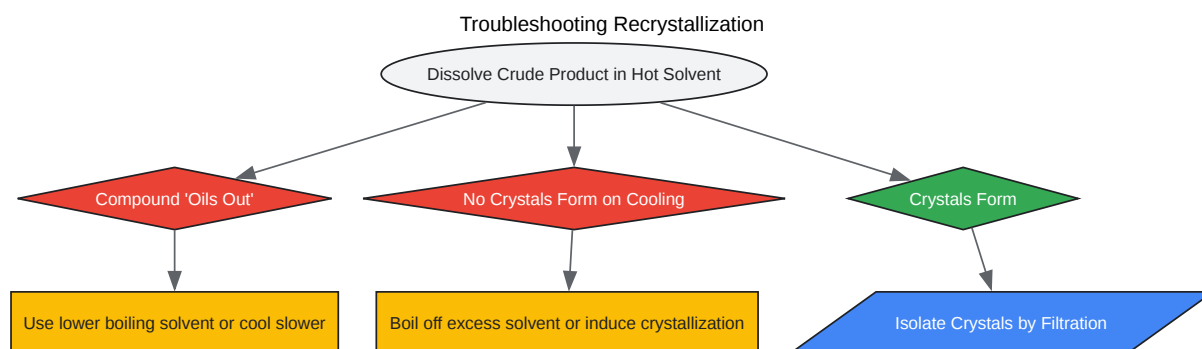 Troubleshooting Recrystallization
Dissolve Crude Product in Hot Solvent
Compound 'Oils Out'
No Crystals Form on Cooling
Crystals Form
Use lower boiling solvent or cool slower
Boil off excess solvent or induce crystallization
Isolate Crystals by Filtration